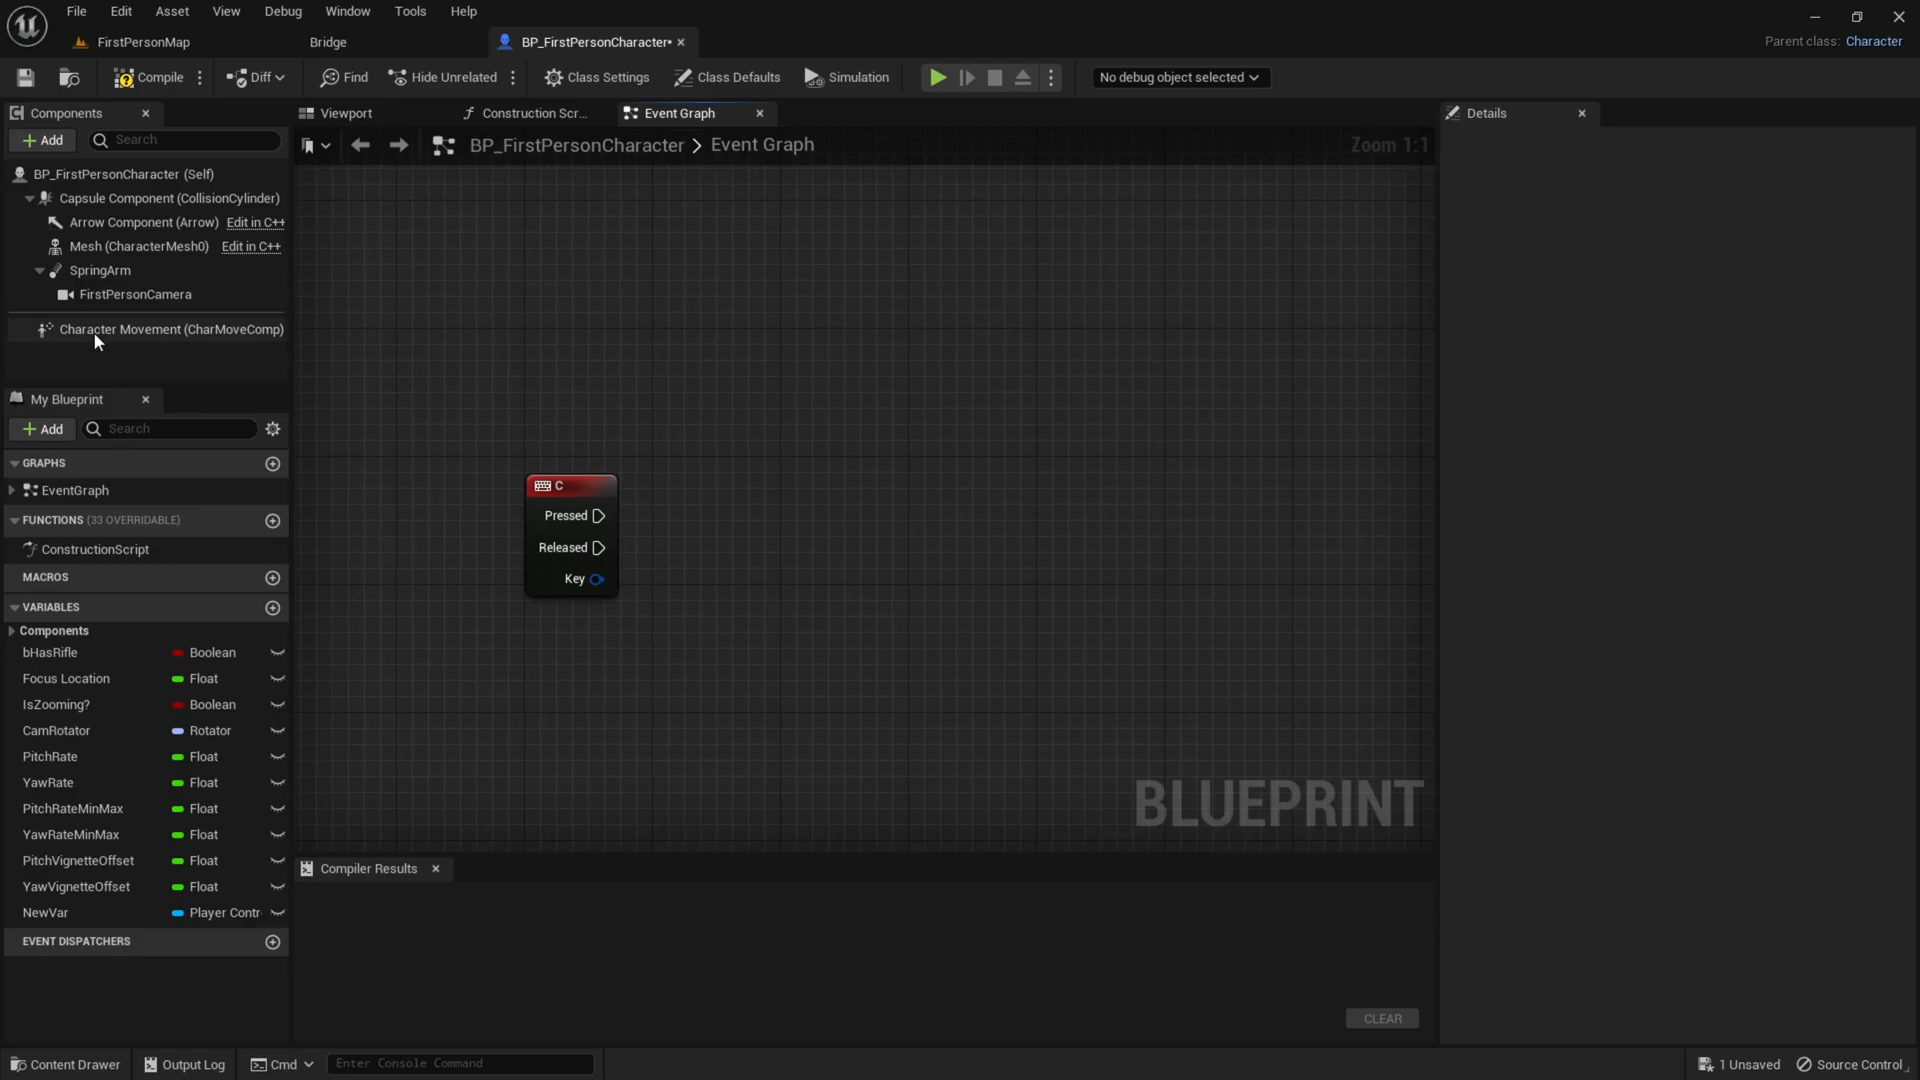 File Edit Asset View Debug Window Tools Help
FirstPersonMap Bridge BP_FirstPersonCharacter*
Parent class: Character
Compile Diff Find Hide Unrelated Class Settings Class Defaults Simulation No debug object selected
Components Viewport Construction Scr... Event Graph Details
Add Search
BP_FirstPersonCharacter > Event Graph Zoom 1:1
BP_FirstPersonCharacter (Self)
Capsule Component (CollisionCylinder)
Arrow Component (Arrow) Edit in C++
Mesh (CharacterMesh0) Edit in C++
SpringArm
FirstPersonCamera
Character Movement (CharMoveComp)
My Blueprint
Add Search
GRAPHS
EventGraph
FUNCTIONS (33 OVERRIDABLE)
ConstructionScript
MACROS
VARIABLES
Components
bHasRifle Boolean
Focus Location Float
IsZooming? Boolean
CamRotator Rotator
PitchRate Float
YawRate Float
PitchRateMinMax Float
YawRateMinMax Float
PitchVignetteOffset Float
YawVignetteOffset Float
NewVar Player Contr
EVENT DISPATCHERS
C
Pressed
Released
Key
BLUEPRINT
Compiler Results
CLEAR
Content Drawer Output Log Cmd Enter Console Command 1 Unsaved Source Control